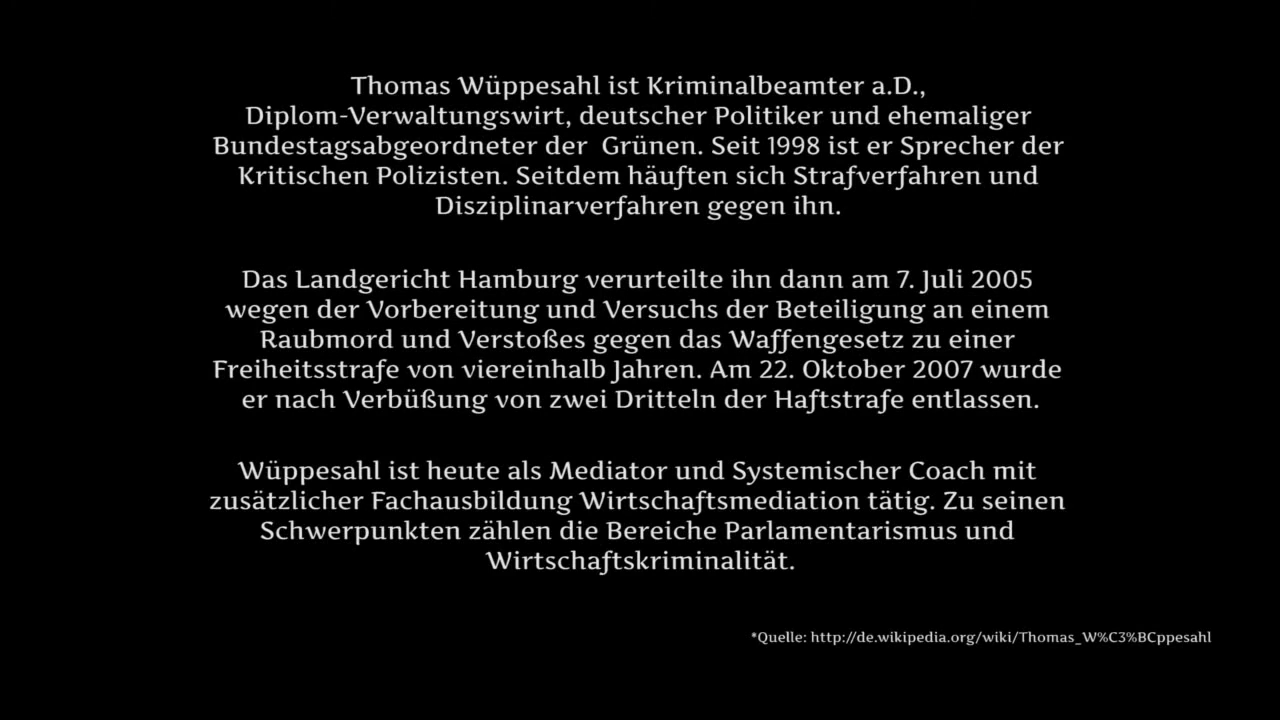 Thomas Wüppesahl ist Kriminalbeamter a.D.,
Diplom-Verwaltungswirt, deutscher Politiker und ehemaliger
Bundestagsabgeordneter der Grünen. Seit 1998 ist er Sprecher der
Kritischen Polizisten. Seitdem häuften sich Strafverfahren und
Disziplinarverfahren gegen ihn.
Das Landgericht Hamburg verurteilte ihn dann am 7. Juli 2005
wegen der Vorbereitung und Versuchs der Beteiligung an einem
Raubmord und Verstoßes gegen das Waffengesetz zu einer
Freiheitsstrafe von viereinhalb Jahren. Am 22. Oktober 2007 wurde
er nach Verbüßung von zwei Dritteln der Haftstrafe entlassen.
Wüppesahl ist heute als Mediator und Systemischer Coach mit
zusätzlicher Fachausbildung Wirtschaftsmediation tätig. Zu seinen
Schwerpunkten zählen die Bereiche Parlamentarismus und
Wirtschaftskriminalität.
*Quelle: http://de.wikipedia.org/wiki/Thomas_W%C3%BCppesahl